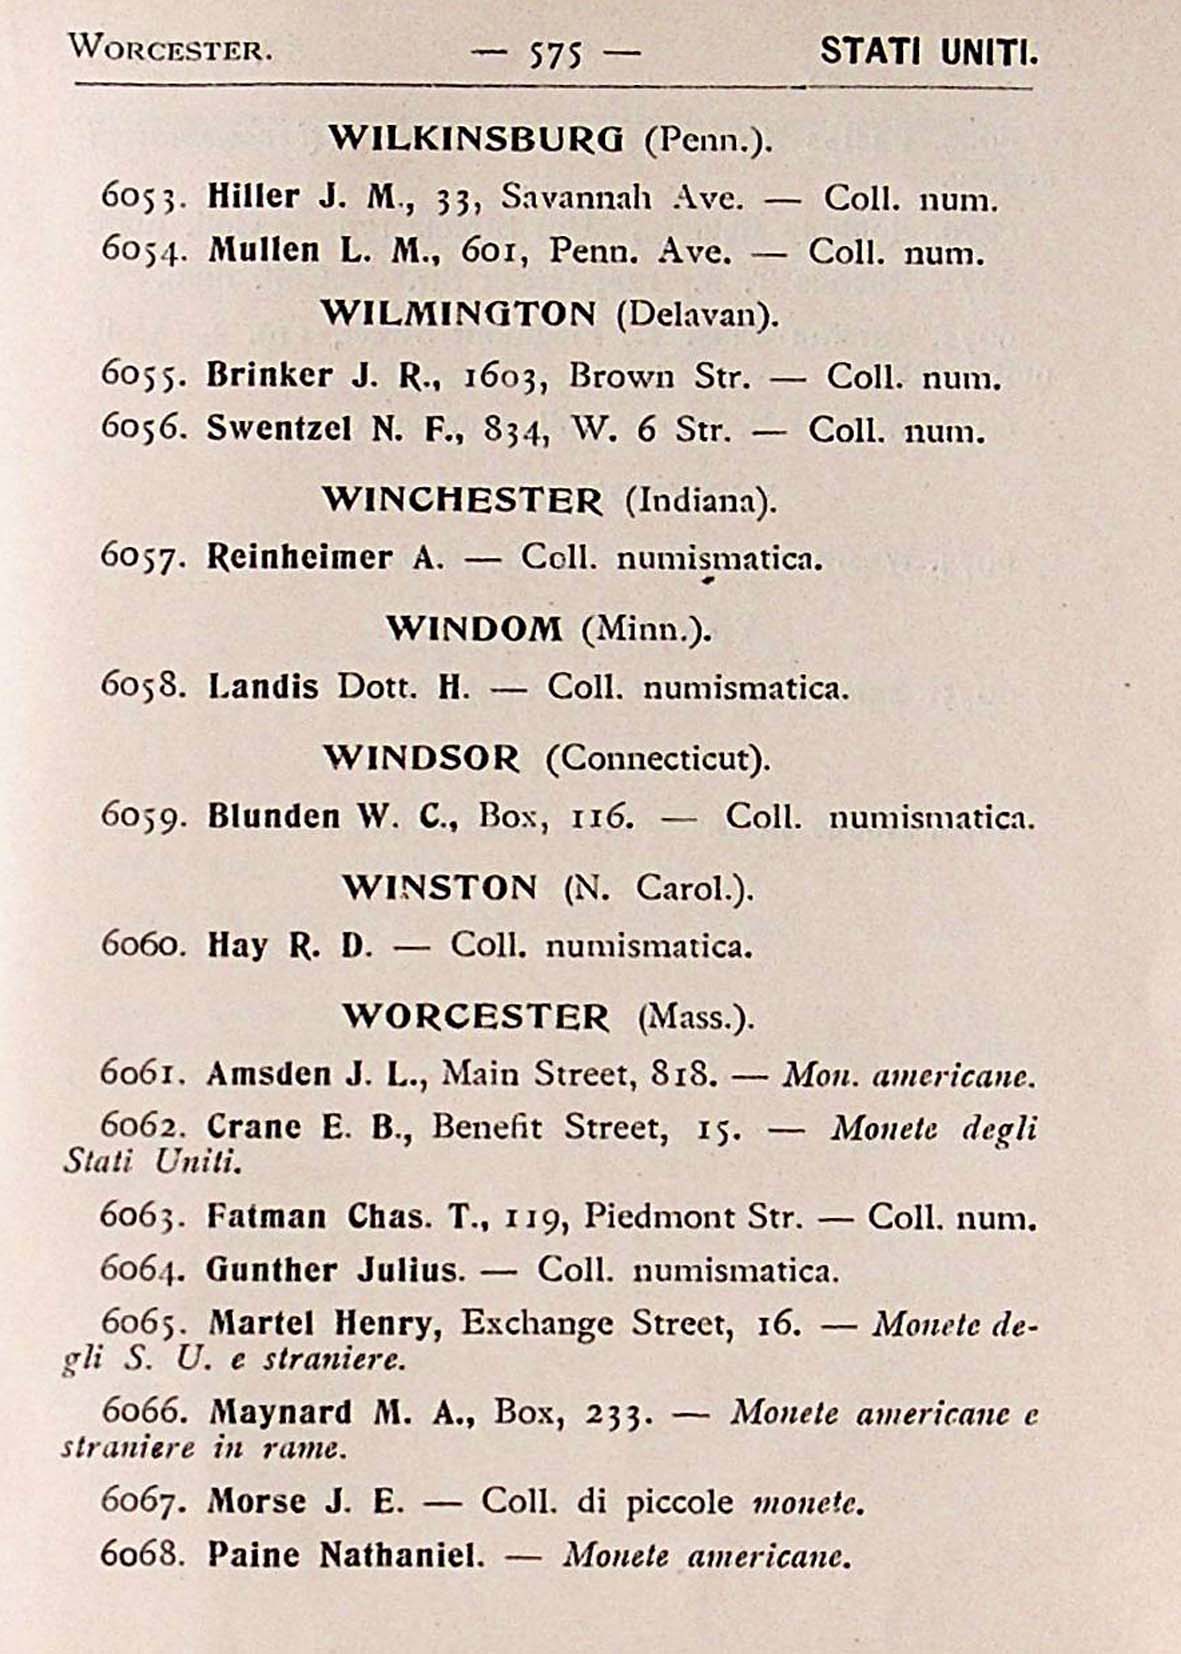 WORCESTER. — 575 — STATI UNITI.
WILKINSBURG (Penn.).
6053. Hiller J. M., 33, Savannah Ave. — Coll. num.
6054. Mullen L. M., 601, Penn. Ave. — Coll. num.
WILMINGTON (Delavan).
6055. Brinker J. R., 1603, Brown Str. — Coll. num.
6056. Swentzel N. F., 834, W. 6 Str. — Coll. num.
WINCHESTER (Indiana).
6057. Reinheimer A. — Coll. numismatica.
WINDOM (Minn.).
6058. Landis Dott. H. — Coll. numismatica.
WINDSOR (Connecticut).
6059. Blunden W. C., Box, 116. — Coll. numismatica.
WINSTON (N. Carol.).
6060. Hay R. D. — Coll. numismatica.
WORCESTER (Mass.).
6061. Amsden J. L., Main Street, 818. — Mon. americane.
6062. Crane E. B., Benefit Street, 15. — Monete degli
Stati Uniti.
6063. Fatman Chas. T., 119, Piedmont Str. — Coll. num.
6064. Gunther Julius. — Coll. numismatica.
6065. Martel Henry, Exchange Street, 16. — Monete de-
gli S. U. e straniere.
6066. Maynard M. A., Box, 233. — Monete americane e
straniere in rame.
6067. Morse J. E. — Coll. di piccole monete.
6068. Paine Nathaniel. — Monete americane.